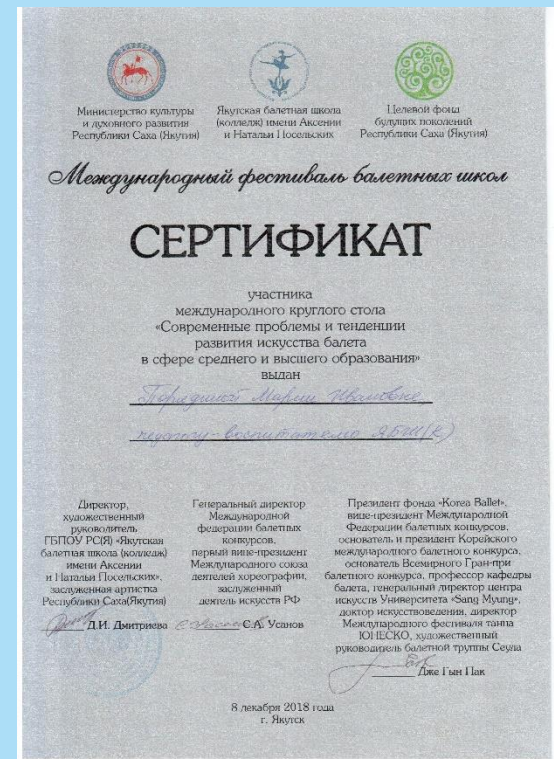 Министерство культуры
и духовного развития
Республики Саха (Якутия)
Якутская балетная школа
(колледж) имени Аксении
и Натальи Посельских
Целевой фонд
будущих поколений
Республики Саха (Якутия)
Международный фестиваль балетных школ
СЕРТИФИКАТ
участника
международного круглого стола
«Современные проблемы и тенденции
развития искусства балета
в сфере среднего и высшего образования»
выдан
Марии Ивановне,
педагогу-воспитателю ЯБШ(К)
Директор,
художественный
руководитель
ГБПОУ РС(Я) «Якутская
балетная школа (колледж)
имени Аксении
и Натальи Посельских»,
заслуженная артистка
Республики Саха(Якутия)
Д.И. Дмитриева
Генеральный директор
Международной
федерации балетных
конкурсов,
первый вице-президент
Международного союза
деятелей хореографии,
заслуженный
деятель искусств РФ
С.А. Усанов
Президент фонда «Korea Ballet»,
вице-президент Международной
Федерации балетных конкурсов,
основатель и президент Корейского
международного балетного конкурса,
основатель Всемирного Гран-при
балетного конкурса, профессор кафедры
балета, генеральный директор центра
искусств Университета «Sang Myung»,
доктор искусствоведения, директор
Международного фестиваля танца
ЮНЕСКО, художественный
руководитель балетной труппы Сеула
Дже Гын Пак
8 декабря 2018 года
г. Якутск